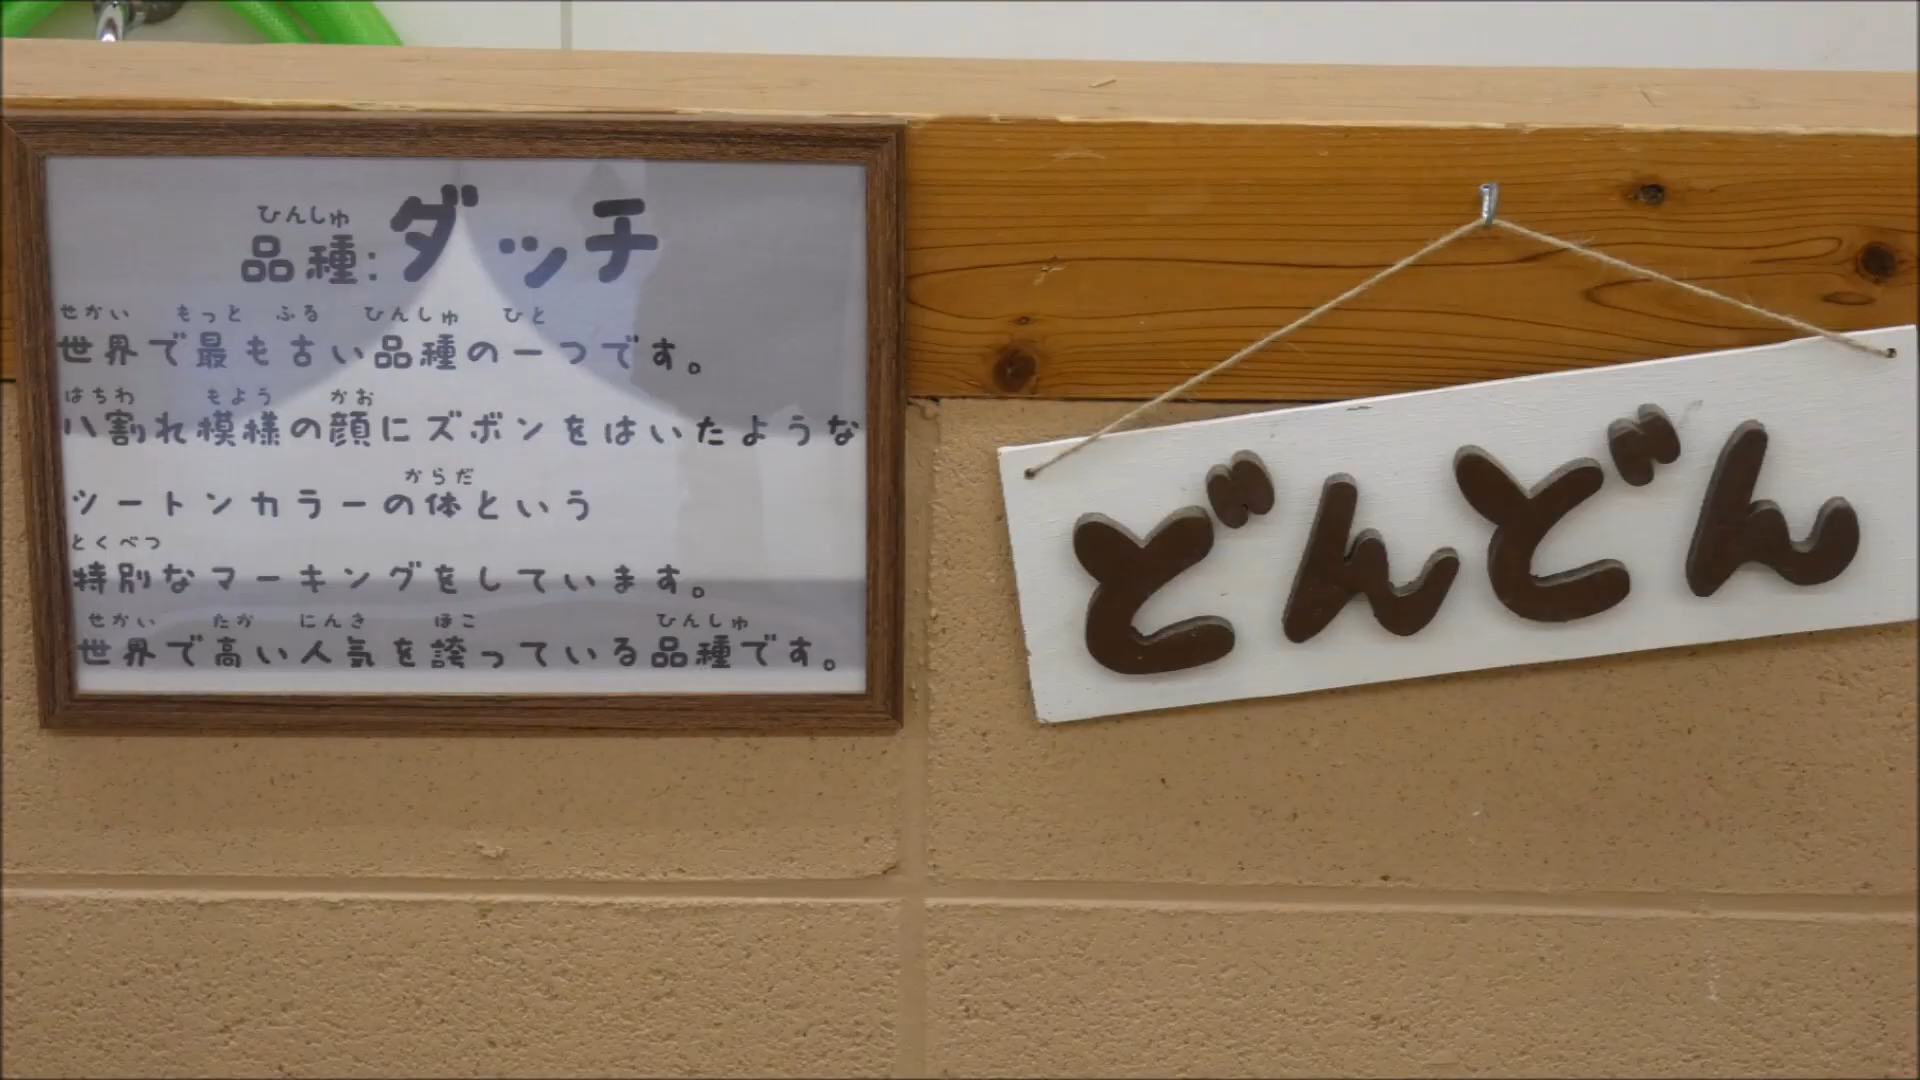 ひんしゅ
品種:ダッチ
せかい もっと ふる ひんしゅ ひと
世界で最も古い品種の一つです。
はちわ もよう かお
八割れ模様の顔にズボンをはいたような
からだ
ツートンカラーの体という
とくべつ
特別なマーキングをしています。
せかい たか にんき ほこ ひんしゅ
世界で高い人気を誇っている品種です。
どんどん